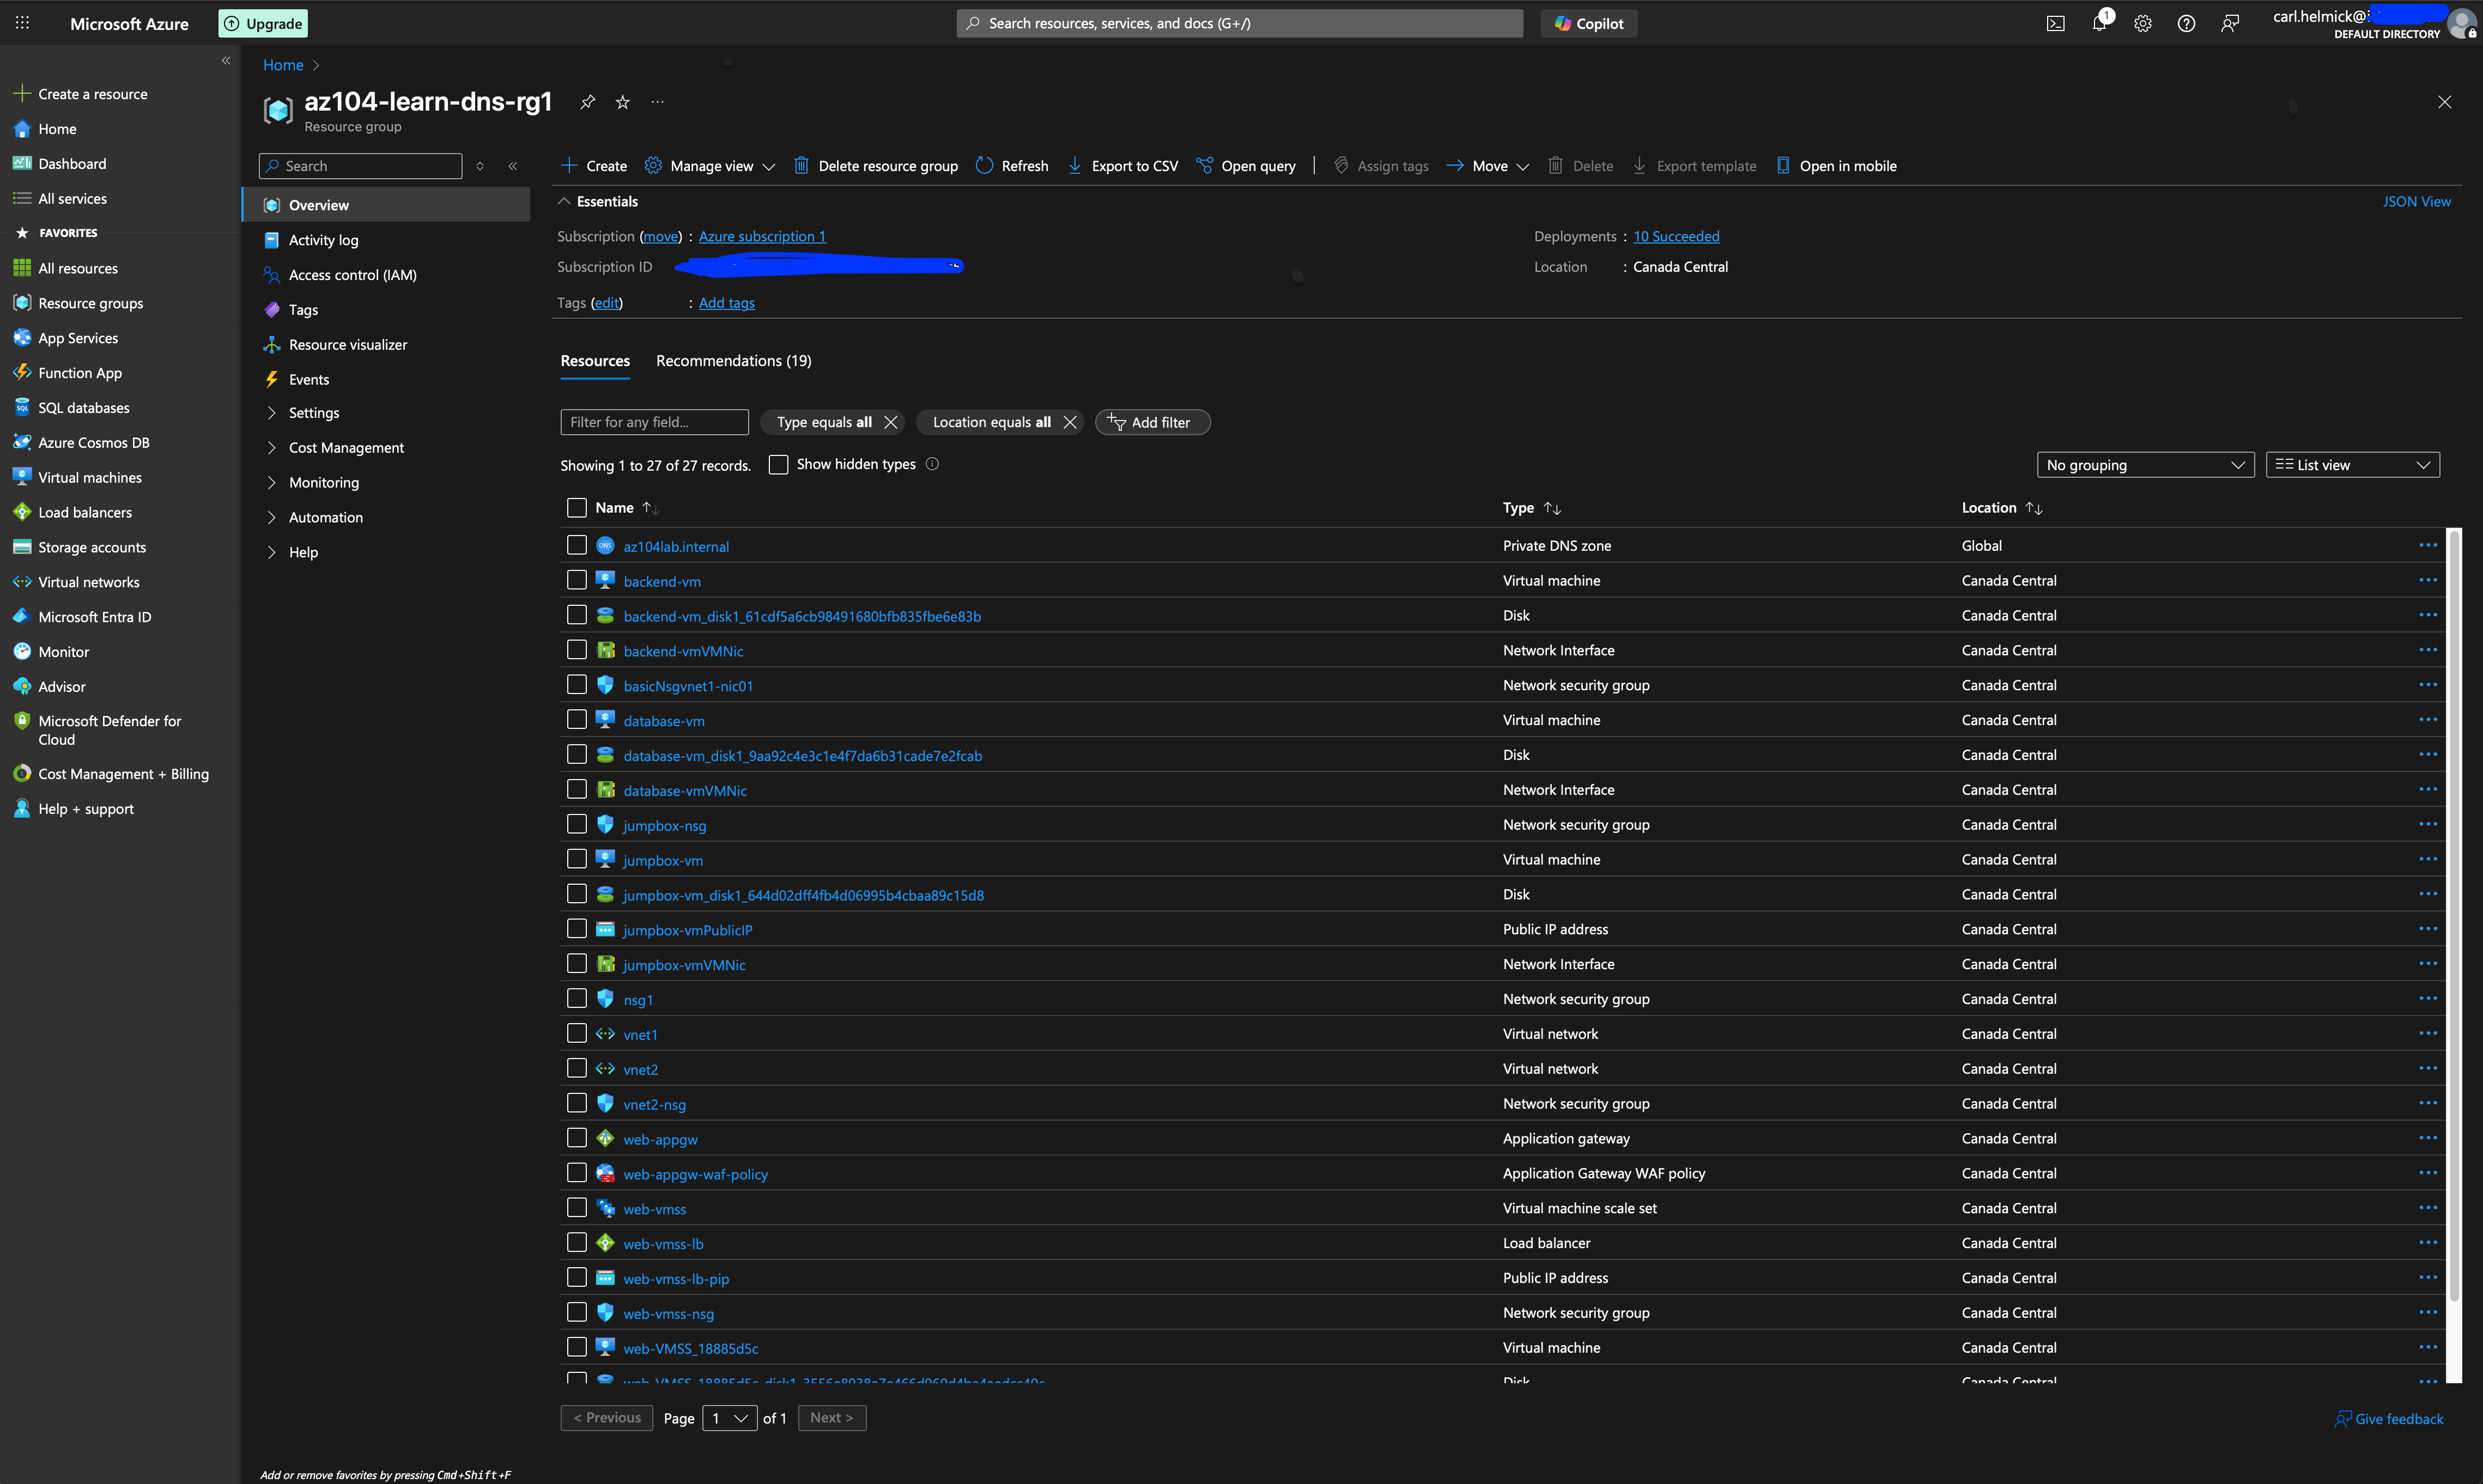 Microsoft Azure
Upgrade
Search resources, services, and docs (G+/)
Copilot
1
carl.helmick@
DEFAULT DIRECTORY
Create a resource
Home
Dashboard
All services
FAVORITES
All resources
Resource groups
App Services
Function App
SQL databases
Azure Cosmos DB
Virtual machines
Load balancers
Storage accounts
Virtual networks
Microsoft Entra ID
Monitor
Advisor
Microsoft Defender for
Cloud
Cost Management + Billing
Help + support
Home
az104-learn-dns-rg1
Resource group
Search
Overview
Activity log
Access control (IAM)
Tags
Resource visualizer
Events
Settings
Cost Management
Monitoring
Automation
Help
Create Manage view Delete resource group Refresh Export to CSV Open query Assign tags Move Delete Export template Open in mobile
Essentials
JSON View
Subscription (move) : Azure subscription 1
Subscription ID
Tags (edit) : Add tags
Deployments : 10 Succeeded
Location : Canada Central
Resources Recommendations (19)
Filter for any field... Type equals all Location equals all Add filter
Showing 1 to 27 of 27 records. Show hidden types
No grouping List view
Name Type Location
az104lab.internal Private DNS zone Global
backend-vm Virtual machine Canada Central
backend-vm_disk1_61cdf5a6cb98491680bfb835fbe6e83b Disk Canada Central
backend-vmVMNic Network Interface Canada Central
basicNsgvnet1-nic01 Network security group Canada Central
database-vm Virtual machine Canada Central
database-vm_disk1_9aa92c4e3c1e4f7da6b31cade7e2fcab Disk Canada Central
database-vmVMNic Network Interface Canada Central
jumpbox-nsg Network security group Canada Central
jumpbox-vm Virtual machine Canada Central
jumpbox-vm_disk1_644d02dff4fb4d06995b4cbaa89c15d8 Disk Canada Central
jumpbox-vmPublicIP Public IP address Canada Central
jumpbox-vmVMNic Network Interface Canada Central
nsg1 Network security group Canada Central
vnet1 Virtual network Canada Central
vnet2 Virtual network Canada Central
vnet2-nsg Network security group Canada Central
web-appgw Application gateway Canada Central
web-appgw-waf-policy Application Gateway WAF policy Canada Central
web-vmss Virtual machine scale set Canada Central
web-vmss-lb Load balancer Canada Central
web-vmss-lb-pip Public IP address Canada Central
web-vmss-nsg Network security group Canada Central
web-VMSS_18885d5c Virtual machine Canada Central
Disk Canada Central
< Previous Page 1 of 1 Next >
Give feedback
Add or remove favorites by pressing Cmd+Shift+F